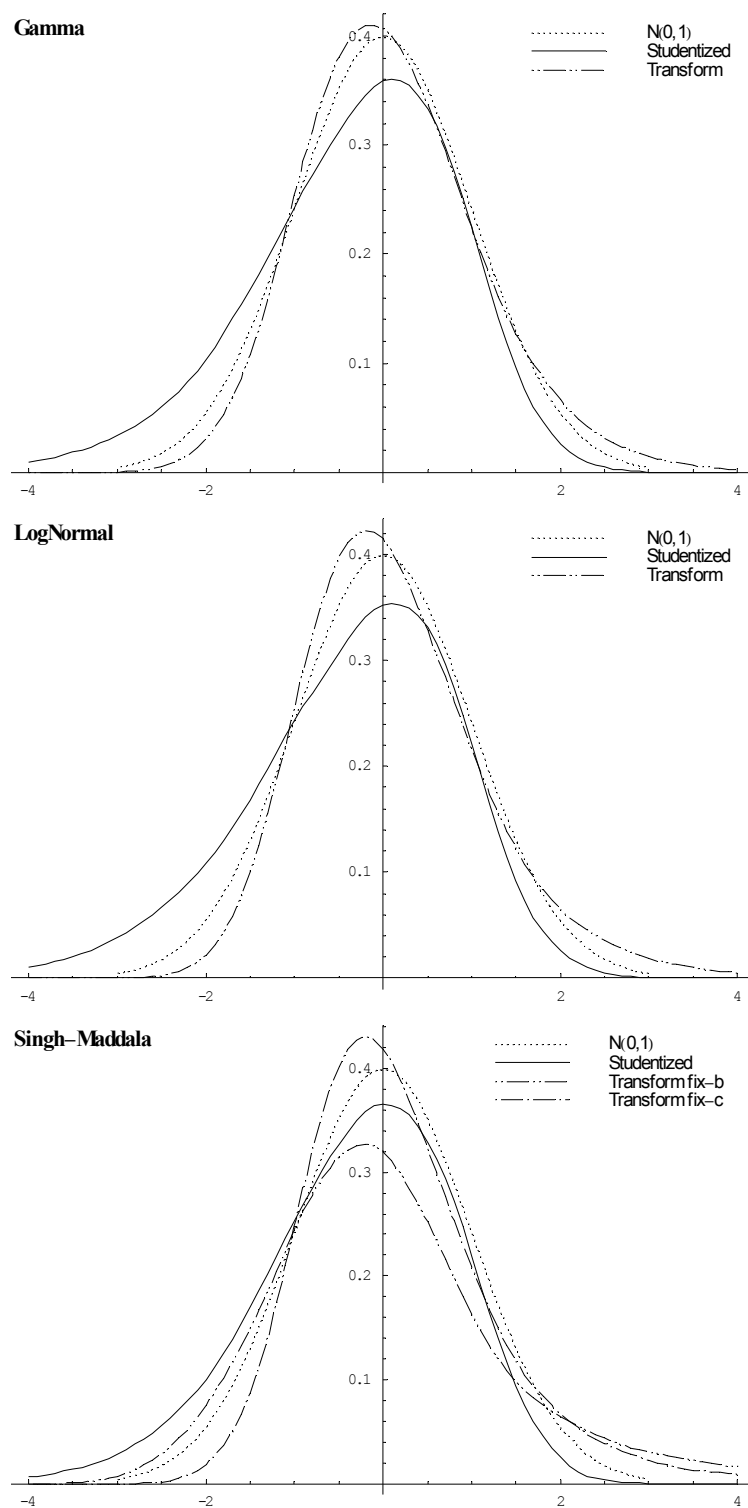 Gamma
N(0,1)
Studentized
Transform
0.4
0.3
0.2
0.1
−4
−2
2
4
LogNormal
N(0,1)
Studentized
Transform
0.4
0.3
0.2
0.1
−4
−2
2
4
Singh−Maddala
N(0,1)
Studentized
Transform fix−b
Transform fix−c
0.4
0.3
0.2
0.1
−4
−2
2
4